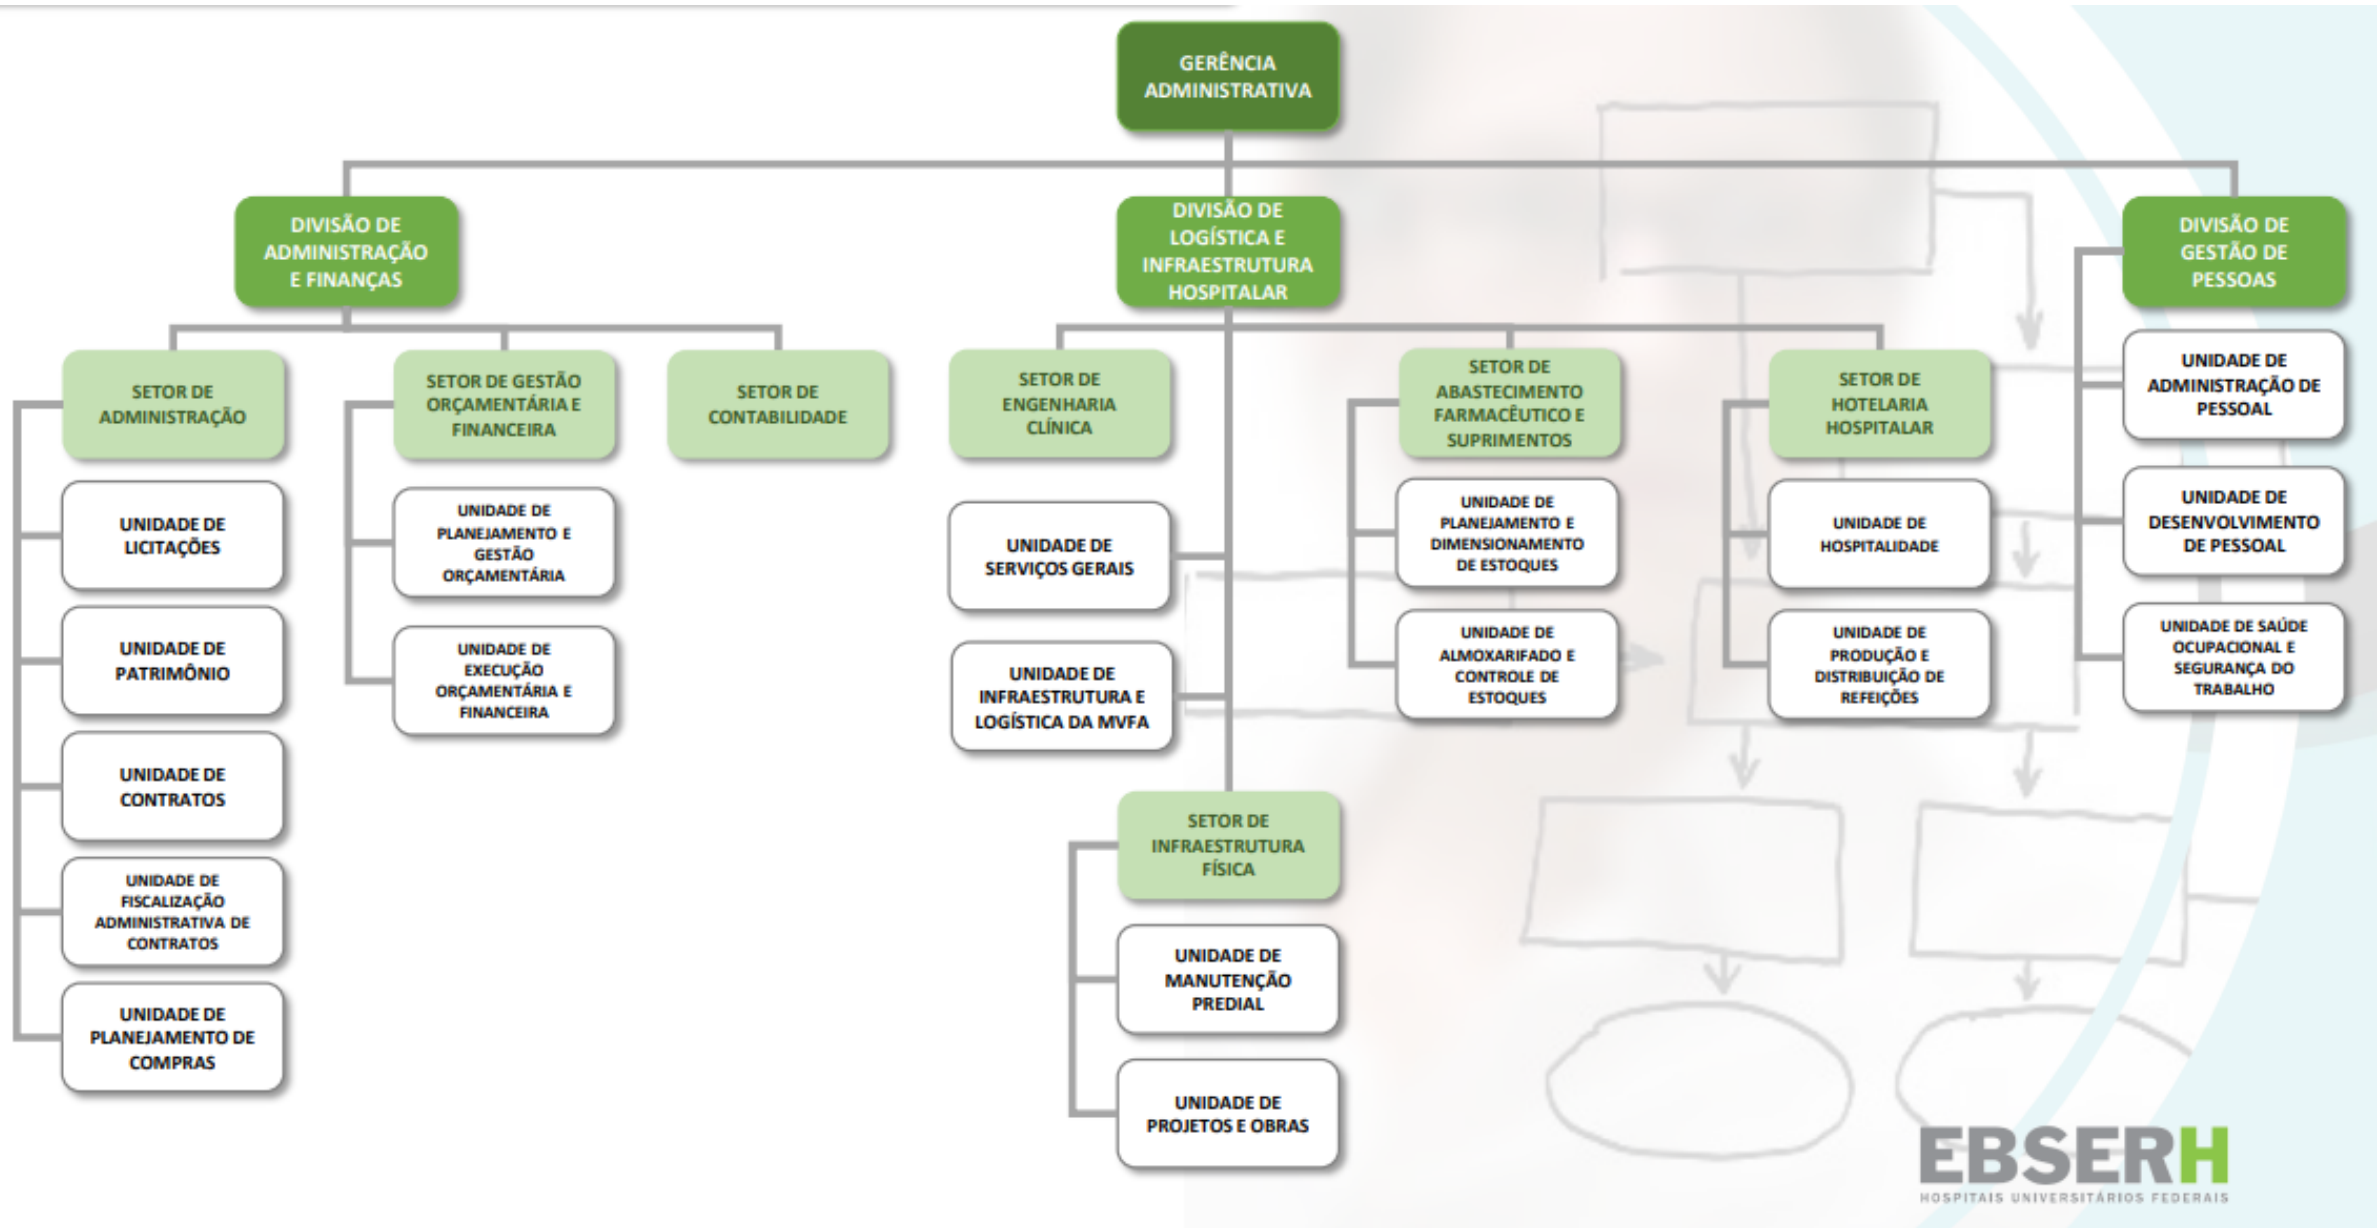 GERÊNCIA
ADMINISTRATIVA
DIVISÃO DE
ADMINISTRAÇÃO
E FINANÇAS
DIVISÃO DE
LOGÍSTICA E
INFRAESTRUTURA
HOSPITALAR
DIVISÃO DE
GESTÃO DE
PESSOAS
SETOR DE
ADMINISTRAÇÃO
UNIDADE DE
LICITAÇÕES
UNIDADE DE
PATRIMÔNIO
UNIDADE DE
CONTRATOS
UNIDADE DE
FISCALIZAÇÃO
ADMINISTRATIVA DE
CONTRATOS
UNIDADE DE
PLANEJAMENTO DE
COMPRAS
SETOR DE GESTÃO
ORÇAMENTÁRIA E
FINANCEIRA
UNIDADE DE
PLANEJAMENTO E
GESTÃO
ORÇAMENTÁRIA
UNIDADE DE
EXECUÇÃO
ORÇAMENTÁRIA E
FINANCEIRA
SETOR DE
CONTABILIDADE
SETOR DE
ENGENHARIA
CLÍNICA
UNIDADE DE
SERVIÇOS GERAIS
UNIDADE DE
INFRAESTRUTURA E
LOGÍSTICA DA MVFA
SETOR DE
INFRAESTRUTURA
FÍSICA
UNIDADE DE
MANUTENÇÃO
PREDIAL
UNIDADE DE
PROJETOS E OBRAS
SETOR DE
ABASTECIMENTO
FARMACÊUTICO E
SUPRIMENTOS
UNIDADE DE
PLANEJAMENTO E
DIMENSIONAMENTO
DE ESTOQUES
UNIDADE DE
ALMOXARIFADO E
CONTROLE DE
ESTOQUES
SETOR DE
HOTELARIA
HOSPITALAR
UNIDADE DE
HOSPITALIDADE
UNIDADE DE
PRODUÇÃO E
DISTRIBUIÇÃO DE
REFEIÇÕES
UNIDADE DE
ADMINISTRAÇÃO DE
PESSOAL
UNIDADE DE
DESENVOLVIMENTO
DE PESSOAL
UNIDADE DE SAÚDE
OCUPACIONAL E
SEGURANÇA DO
TRABALHO
EBSERH
HOSPITAIS UNIVERSITÁRIOS FEDERAIS